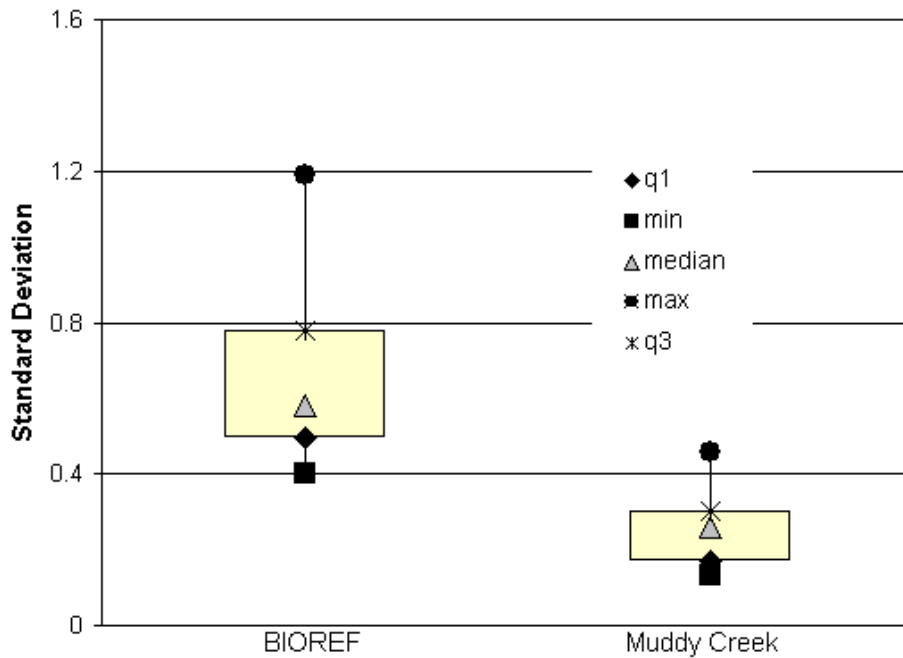 1.6
1.2
0.8
0.4
0
Standard Deviation
q1
min
median
max
q3
BIOREF
Muddy Creek